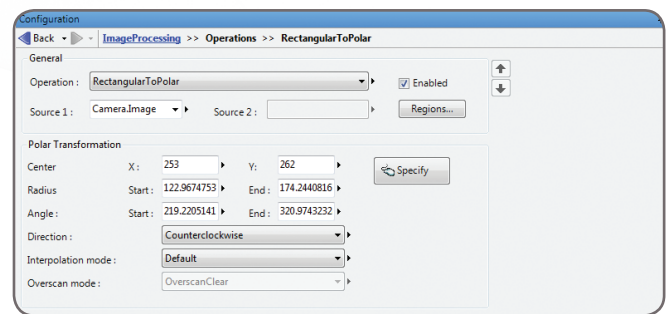 Configuration
Back ImageProcessing >> Operations >> RectangularToPolar
General
Operation : RectangularToPolar Enabled
Source 1 : Camera.Image Source 2 : Regions...
Polar Transformation
Center X : 253 Y : 262 Specify
Radius Start : 122.9674753 End : 174.2440816
Angle : Start : 219.2205141 End : 320.9743232
Direction : Counterclockwise
Interpolation mode : Default
Overscan mode : OverscanClear